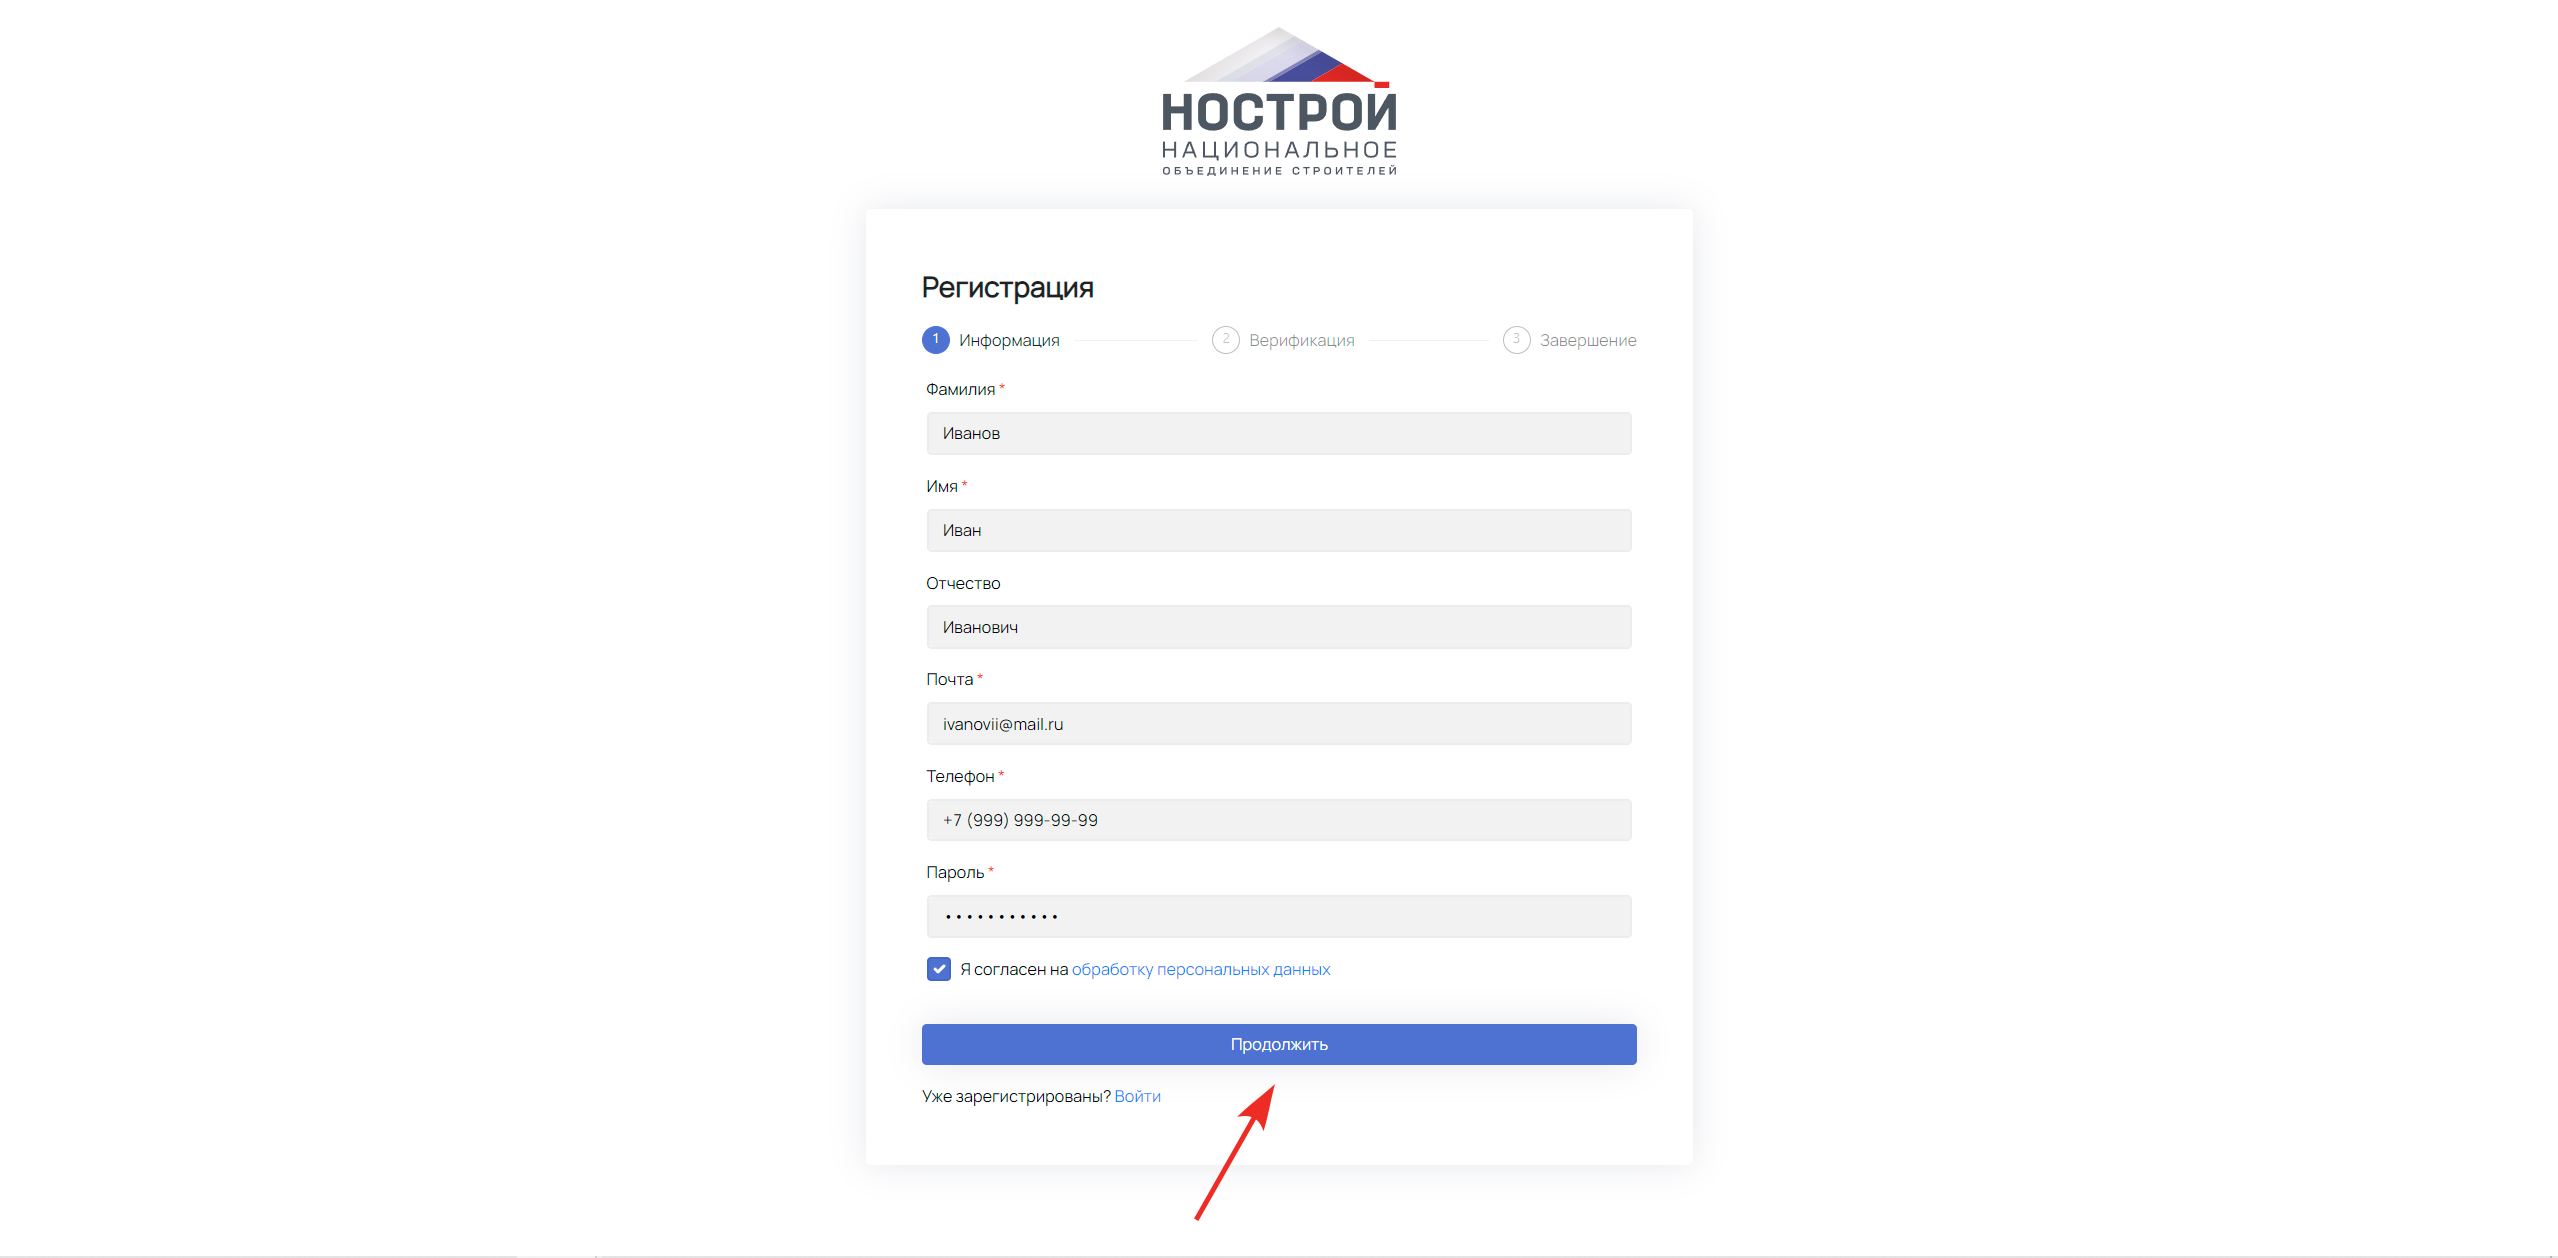 НОСТРОЙ
НАЦИОНАЛЬНОЕ
ОБЪЕДИНЕНИЕ СТРОИТЕЛЕЙ
Регистрация
1 Информация 2 Верификация 3 Завершение
Фамилия *
Иванов
Имя *
Иван
Отчество
Иванович
Почта *
ivanovii@mail.ru
Телефон *
+7 (999) 999-99-99
Пароль *
•••••••••••
Я согласен на обработку персональных данных
Продолжить
Уже зарегистрированы? Войти